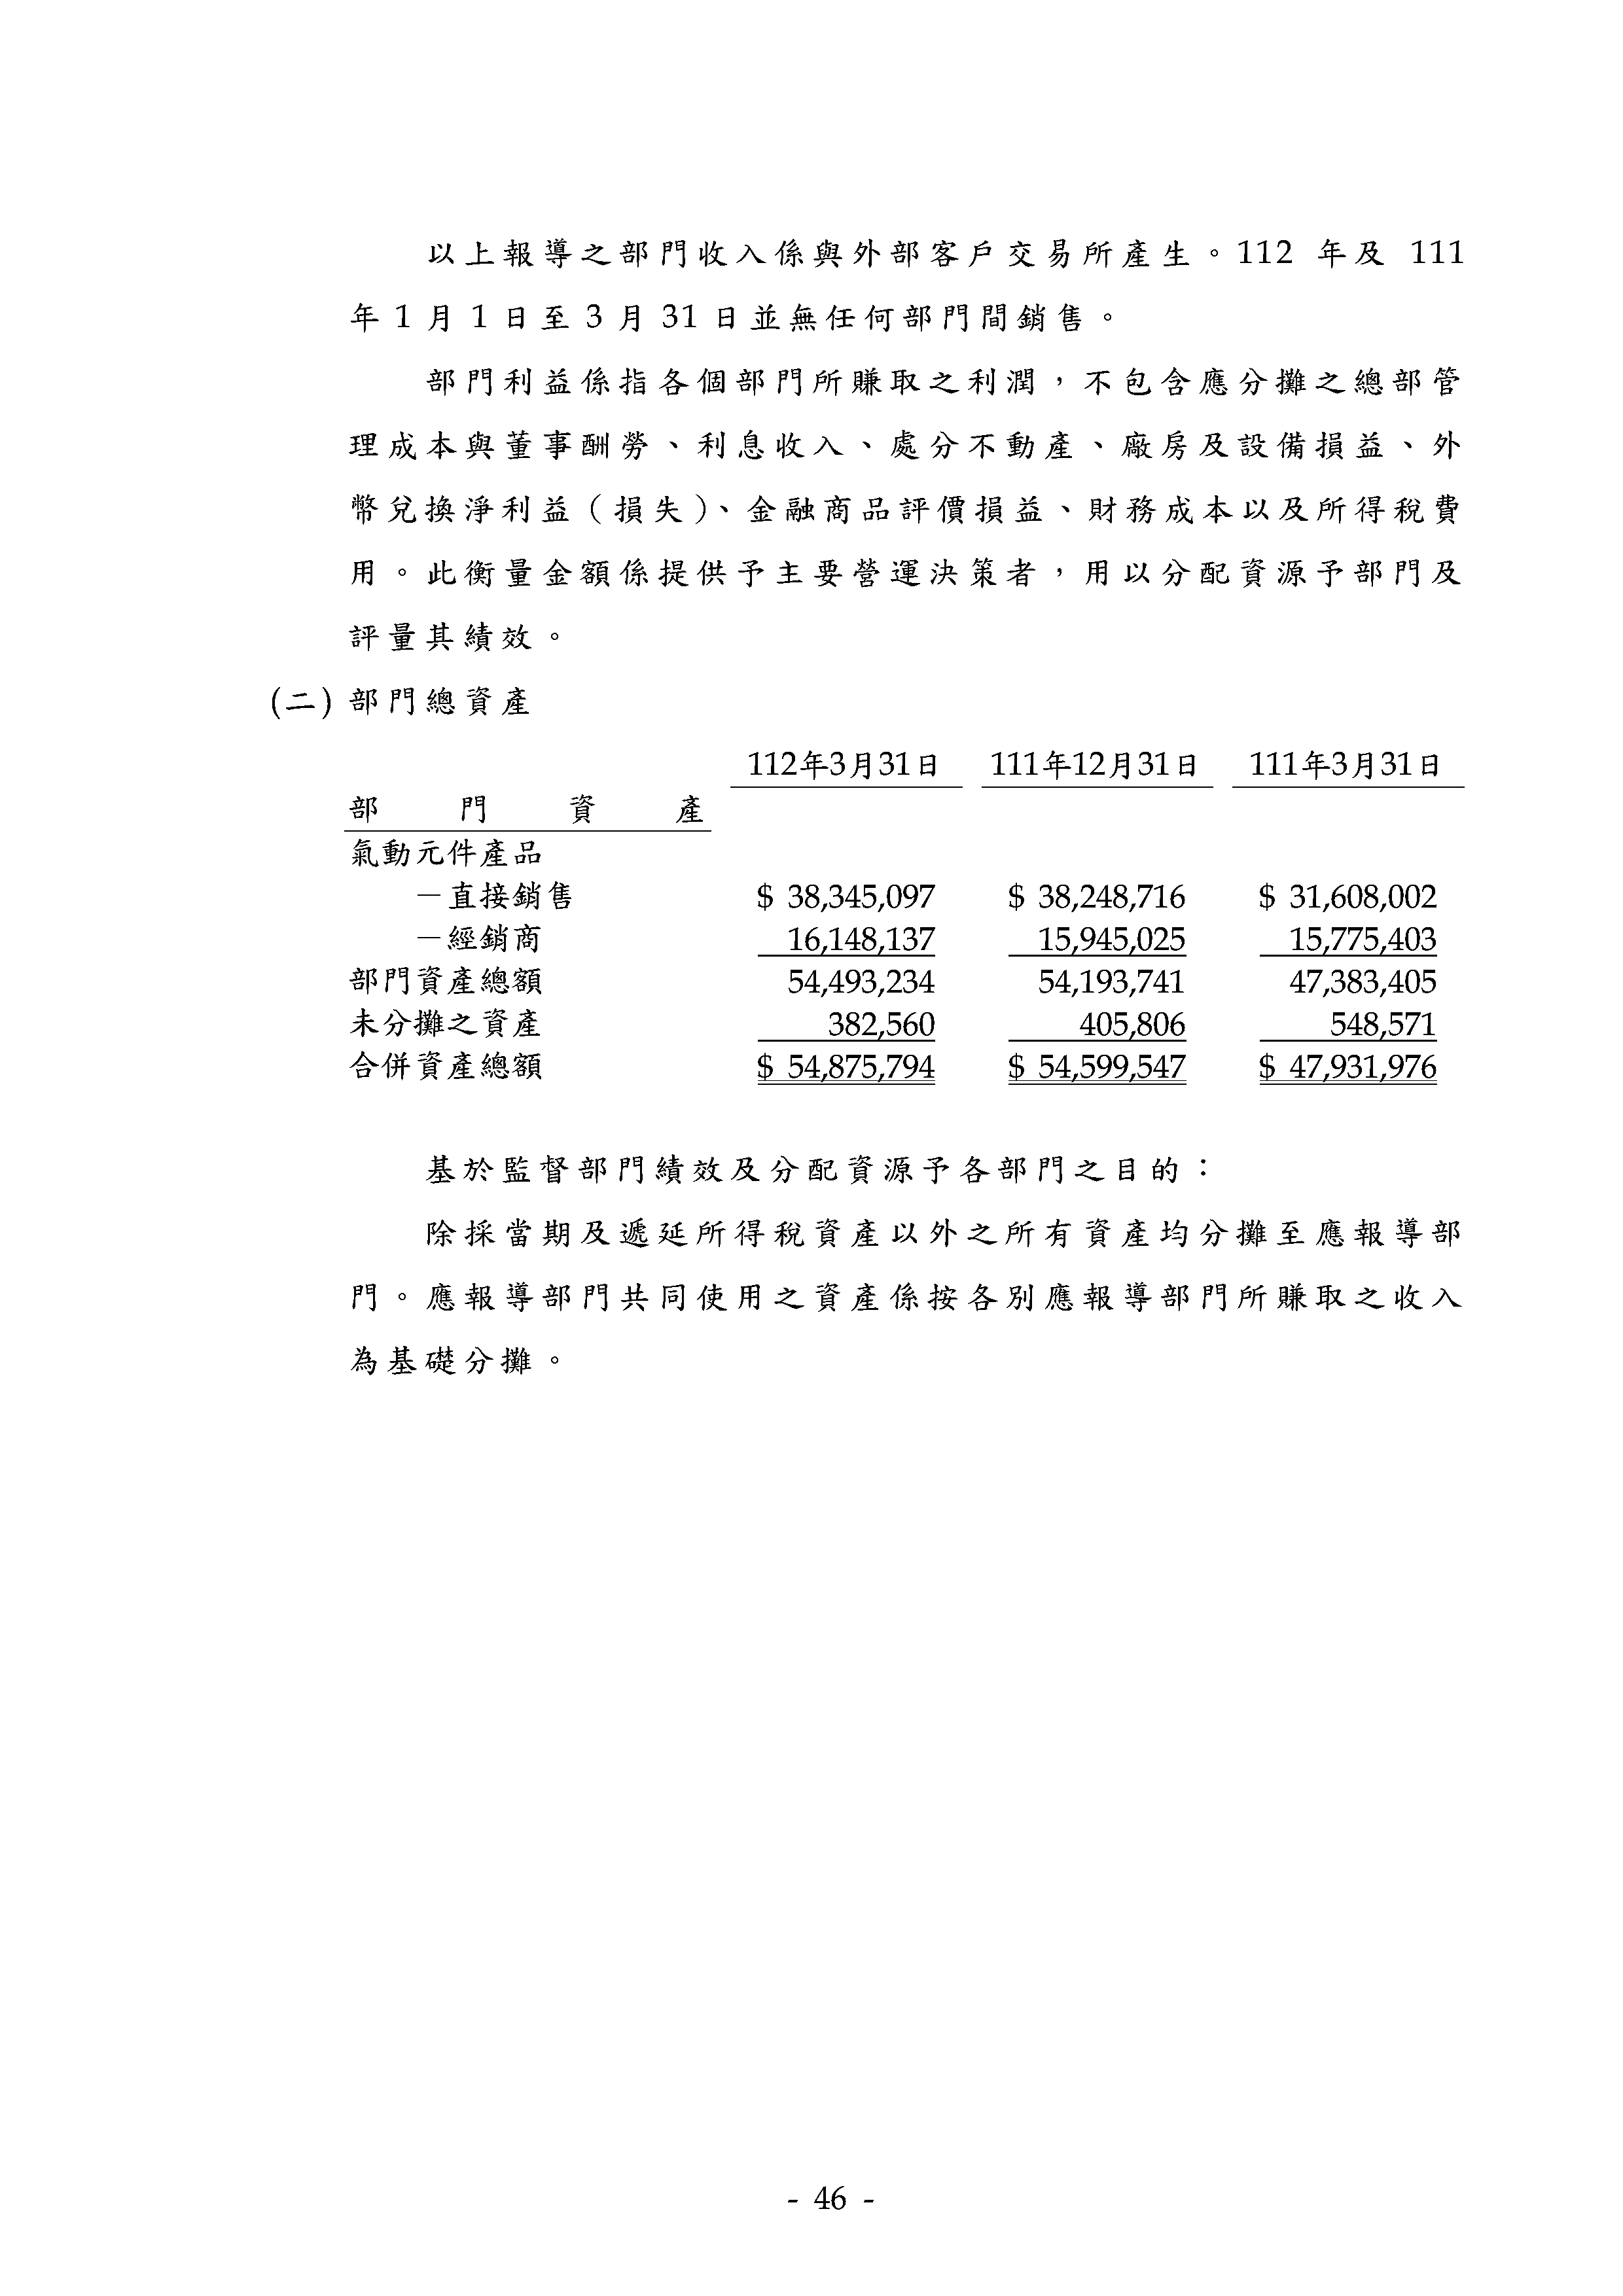 以上報導之部門收入係與外部客戶交易所產生。112 年及 111
年 1 月 1 日至 3 月 31 日並無任何部門間銷售。
部門利益係指各個部門所賺取之利潤，不包含應分攤之總部管
理成本與董事酬勞、利息收入、處分不動產、廠房及設備損益、外
幣兌換淨利益（損失）、金融商品評價損益、財務成本以及所得稅費
用。此衡量金額係提供予主要營運決策者，用以分配資源予部門及
評量其績效。
(二) 部門總資產
112年3月31日 111年12月31日 111年3月31日
部門資產
氣動元件產品
－直接銷售 $ 38,345,097 $ 38,248,716 $ 31,608,002
－經銷商 16,148,137 15,945,025 15,775,403
部門資產總額 54,493,234 54,193,741 47,383,405
未分攤之資產 382,560 405,806 548,571
合併資產總額 $ 54,875,794 $ 54,599,547 $ 47,931,976
基於監督部門績效及分配資源予各部門之目的：
除採當期及遞延所得稅資產以外之所有資產均分攤至應報導部
門。應報導部門共同使用之資產係按各別應報導部門所賺取之收入
為基礎分攤。
- 46 -